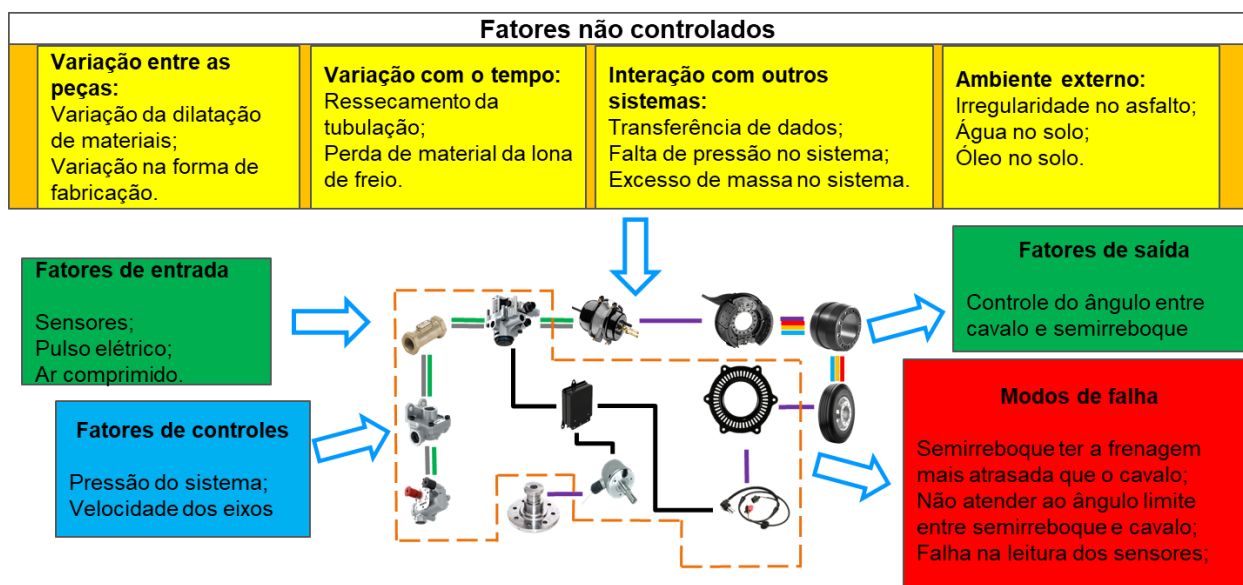 Fatores não controlados
Variação entre as
peças:
Variação da dilatação
de materiais;
Variação na forma de
fabricação.
Variação com o tempo:
Ressecamento da
tubulação;
Perda de material da lona
de freio.
Interação com outros
sistemas:
Transferência de dados;
Falta de pressão no sistema;
Excesso de massa no sistema.
Ambiente externo:
Irregularidade no asfalto;
Água no solo;
Óleo no solo.
Fatores de entrada
Sensores;
Pulso elétrico;
Ar comprimido.
Fatores de controles
Pressão do sistema;
Velocidade dos eixos
Fatores de saída
Controle do ângulo entre
cavalo e semirreboque
Modos de falha
Semirreboque ter a frenagem
mais atrasada que o cavalo;
Não atender ao ângulo limite
entre semirreboque e cavalo;
Falha na leitura dos sensores;